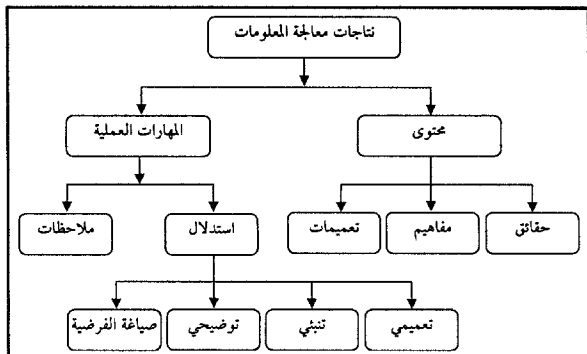 نتاجات معالجة المعلومات
محتوى
المهارات العملية
حقائق
مفاهيم
تعميمات
استدلال
ملاحظات
تعميمي
تنبئي
توضيحي
صياغة الفرضية